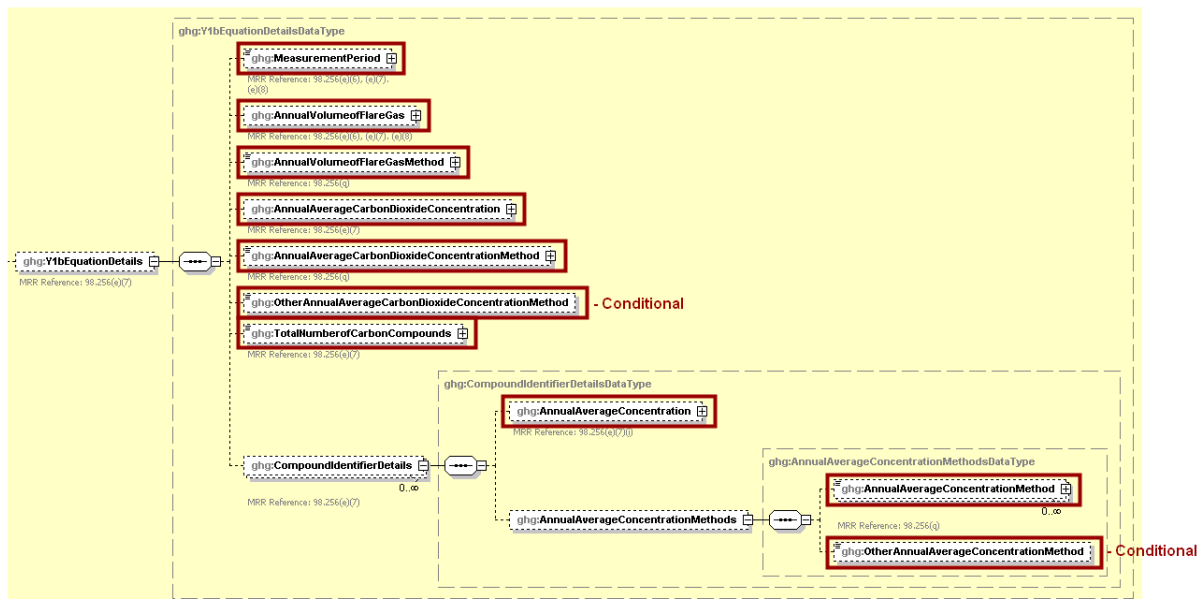 ghg:Y1bEquationDetailsDataType
ghg:MeasurementPeriod
MRR Reference: 98.256(e)(6), (e)(7).
(e)(8)
ghg:AnnualVolumeofFlareGas
MRR Reference: 98.256(e)(6), (e)(7). (e)(8)
ghg:AnnualVolumeofFlareGasMethod
MRR Reference: 98.256(q)
ghg:AnnualAverageCarbonDioxideConcentration
MRR Reference: 98.256(e)(7)
ghg:Y1bEquationDetails
MRR Reference: 98.256(e)(7)
ghg:AnnualAverageCarbonDioxideConcentrationMethod
MRR Reference: 98.256(q)
ghg:OtherAnnualAverageCarbonDioxideConcentrationMethod - Conditional
ghg:TotalNumberofCarbonCompounds
MRR Reference: 98.256(e)(7)
ghg:CompoundIdentifierDetailsDataType
ghg:AnnualAverageConcentration
MRR Reference: 98.256(e)(7)(i)
ghg:CompoundIdentifierDetails
0..∞
MRR Reference: 98.256(e)(7)
ghg:AnnualAverageConcentrationMethodsDataType
ghg:AnnualAverageConcentrationMethod
0..∞
MRR Reference: 98.256(q)
ghg:AnnualAverageConcentrationMethods
ghg:OtherAnnualAverageConcentrationMethod - Conditional